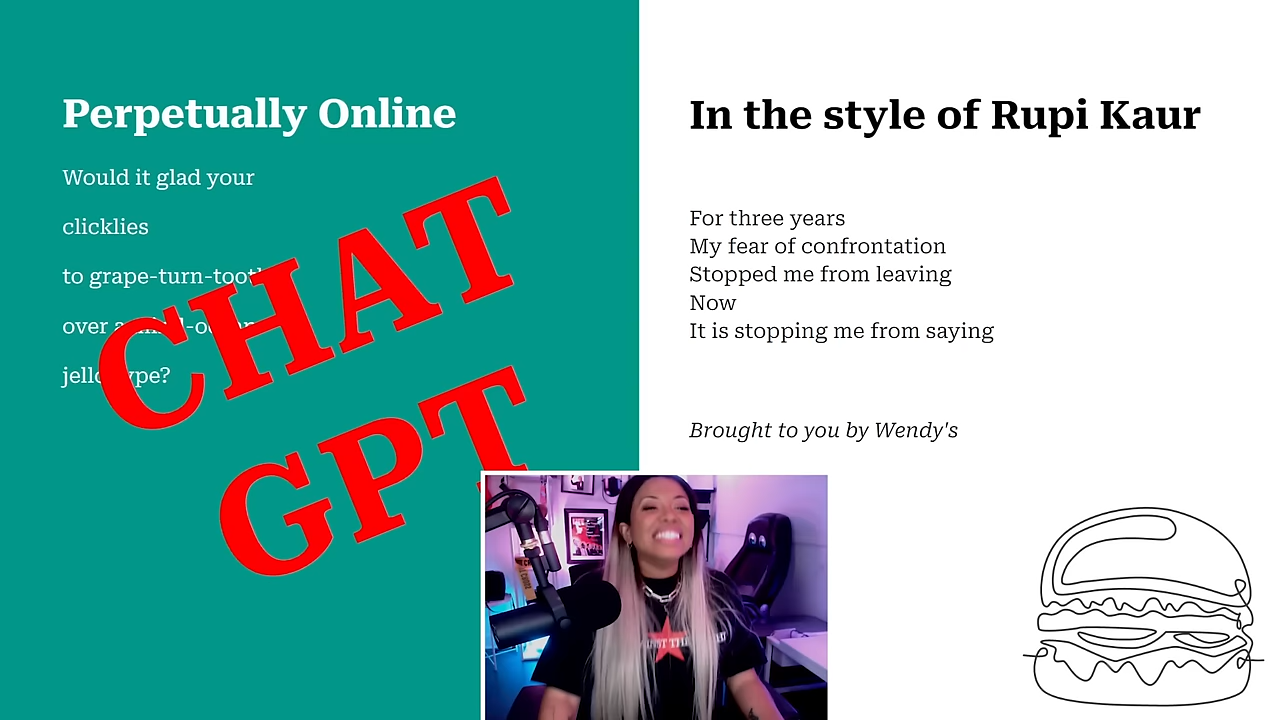 Perpetually Online
Would it glad your
clicklies
to grape-turn-tooth
over
jello type?
CHAT
GPT
In the style of Rupi Kaur
For three years
My fear of confrontation
Stopped me from leaving
Now
It is stopping me from saying
Brought to you by Wendy's